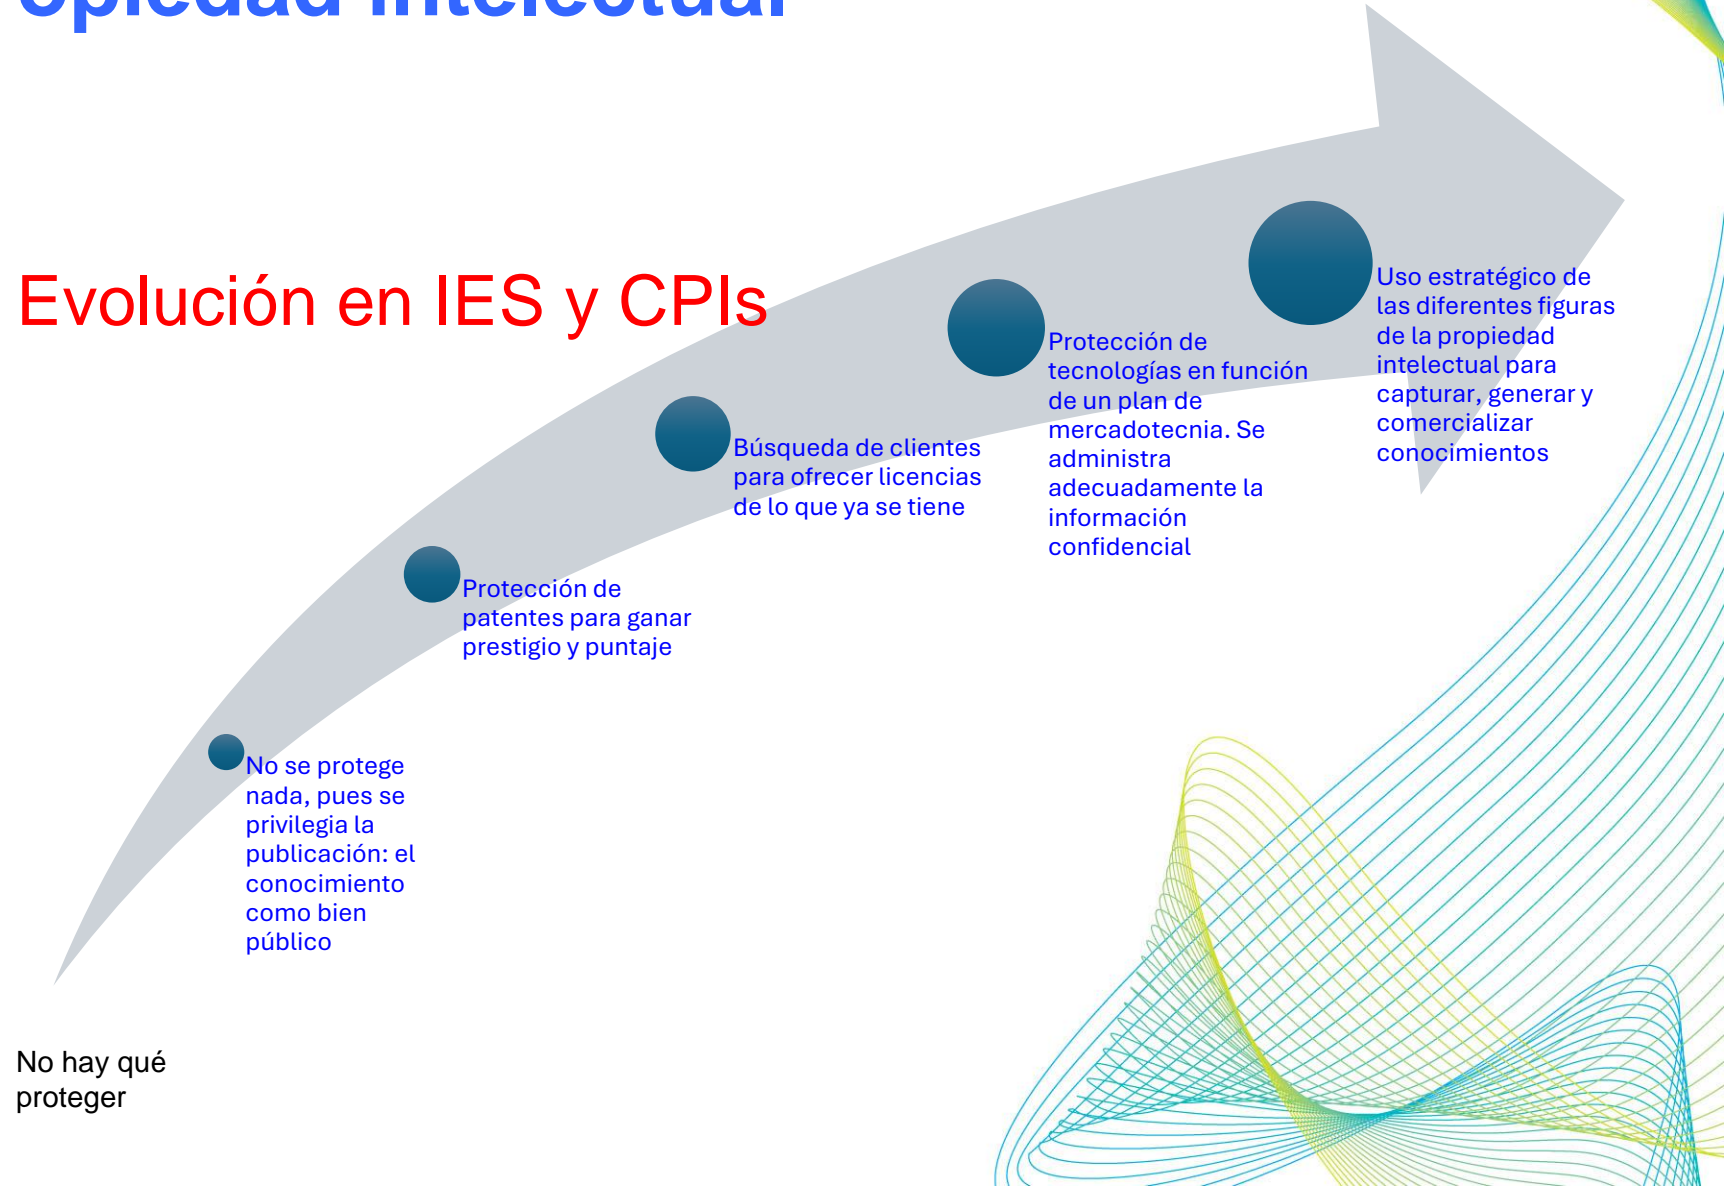 intelectual
Evolución en IES y CPIs
Uso estratégico de
las diferentes figuras
de la propiedad
intelectual para
capturar, generar y
comercializar
conocimientos
Protección de
tecnologías en función
de un plan de
mercadotecnia. Se
administra
adecuadamente la
información
confidencial
Búsqueda de clientes
para ofrecer licencias
de lo que ya se tiene
Protección de
patentes para ganar
prestigio y puntaje
No se protege
nada, pues se
privilegia la
publicación: el
conocimiento
como bien
público
No hay qué
proteger